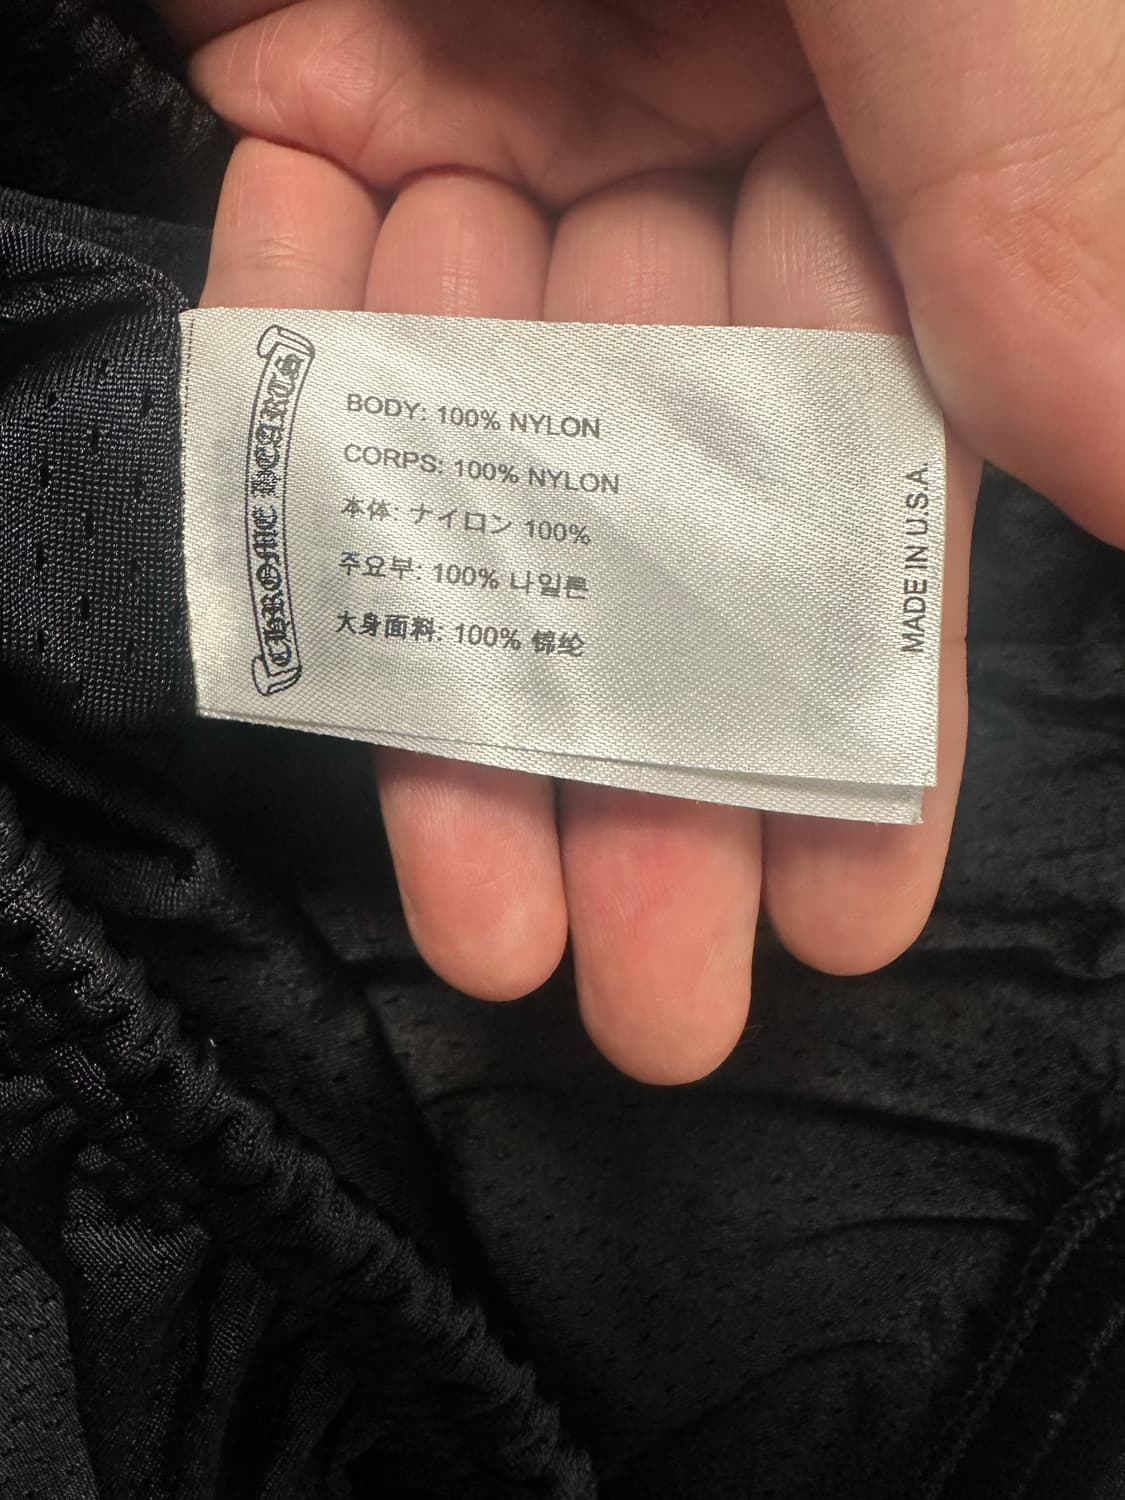 CHROME HEARTS
BODY: 100% NYLON
CORPS: 100% NYLON
本体: ナイロン 100%
주요부: 100% 나일론
大身面料: 100% 锦纶
MADE IN U.S.A.